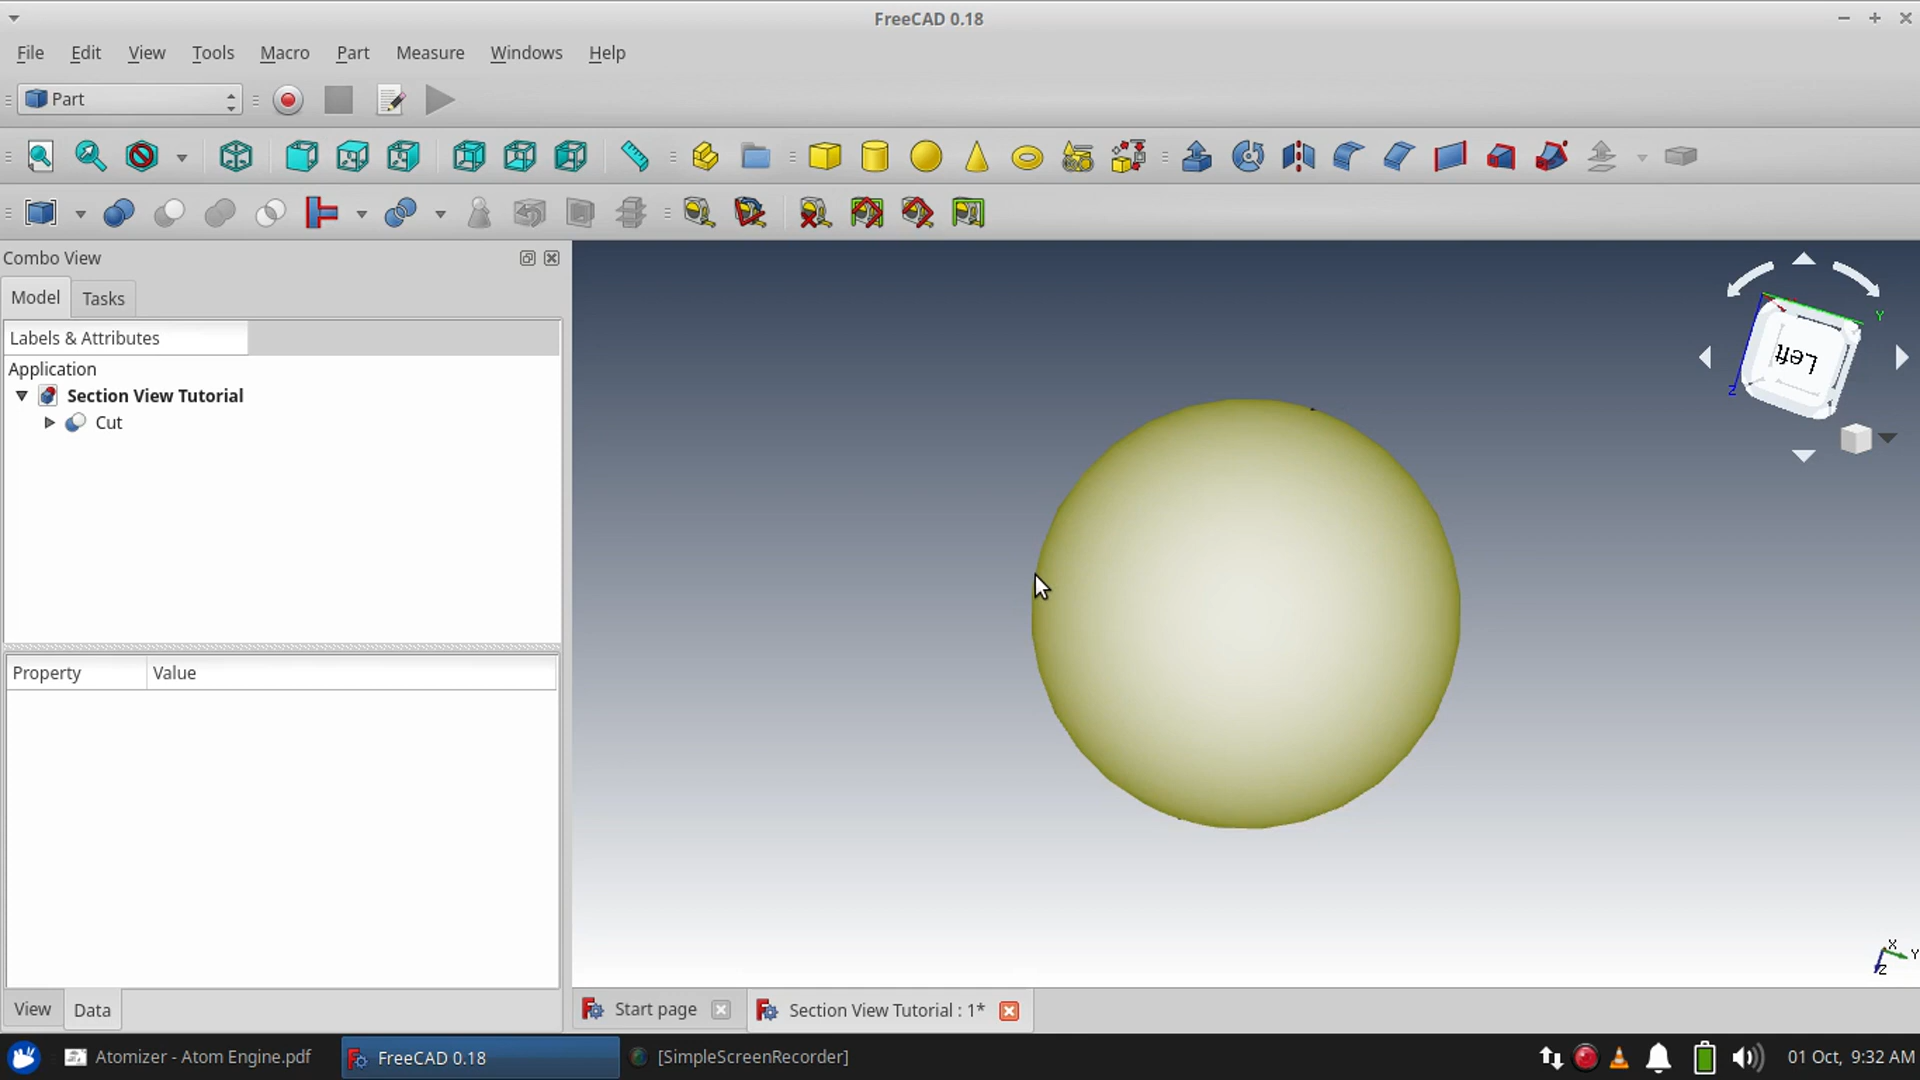 FreeCAD 0.18
File Edit View Tools Macro Part Measure Windows Help
Part
Combo View
Model Tasks
Labels & Attributes
Application
Section View Tutorial
Cut
Property Value
View Data
Y
Left
Z
X
Y
Z
Start page Section View Tutorial : 1*
Atomizer - Atom Engine.pdf FreeCAD 0.18 [SimpleScreenRecorder] 01 Oct, 9:32 AM